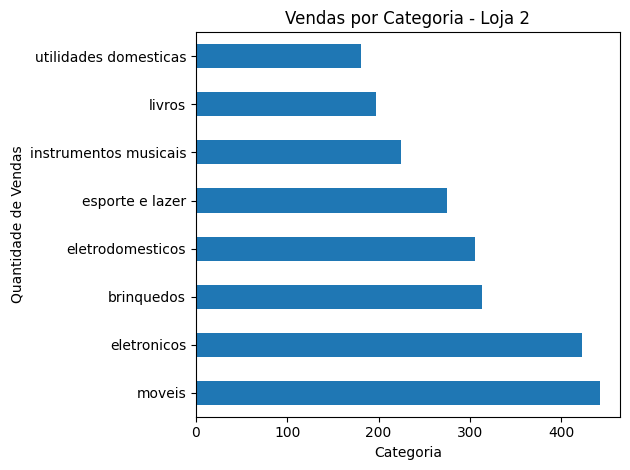 Vendas por Categoria - Loja 2
Quantidade de Vendas
utilidades domesticas
livros
instrumentos musicais
esporte e lazer
eletrodomesticos
brinquedos
eletronicos
moveis
0 100 200 300 400
Categoria